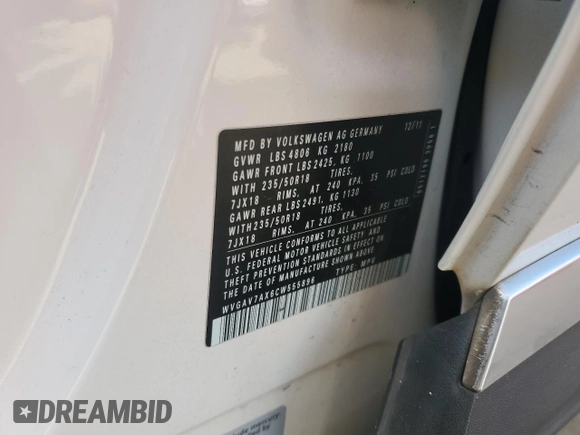 MFD BY VOLKSWAGEN AG GERMANY 12/11
GVWR LBS 4806 KG 2180
GAWR FRONT LBS 2425, KG 1100
WITH 235/50R18 TIRES,
7JX18 RIMS, AT 240 KPA, 35 PSI COLD
GAWR REAR LBS 2491, KG 1130
WITH 235/50R18 TIRES,
7JX18 RIMS, AT 240 KPA, 35 PSI COLD
THIS VEHICLE CONFORMS TO ALL APPLICABLE
U.S. FEDERAL MOTOR VEHICLE SAFETY AND
THEFT PREVENTION STANDARDS IN EFFECT ON
THE DATE OF MANUFACTURE SHOWN ABOVE
TYPE: MPV
WVGAV7AX6CW555896
DREAMBID